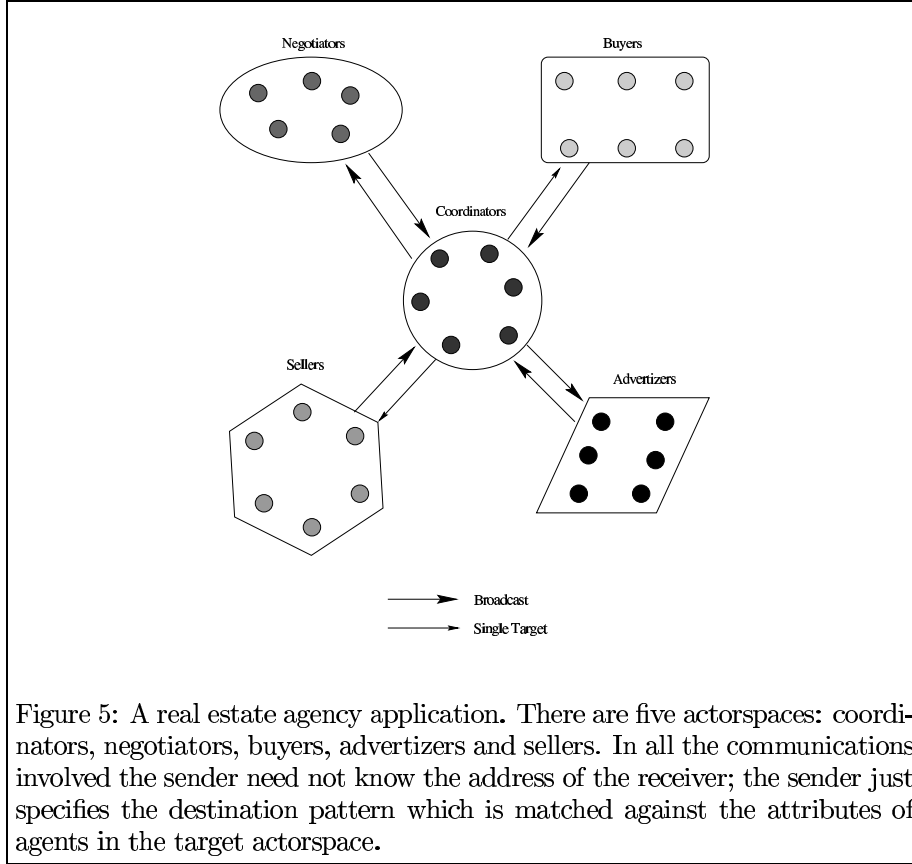 Negotiators
Buyers
Coordinators
Sellers
Advertizers
Broadcast
Single Target
Figure 5: A real estate agency application. There are five actorspaces: coordi-
nators, negotiators, buyers, advertizers and sellers. In all the communications
involved the sender need not know the address of the receiver; the sender just
specifies the destination pattern which is matched against the attributes of
agents in the target actorspace.